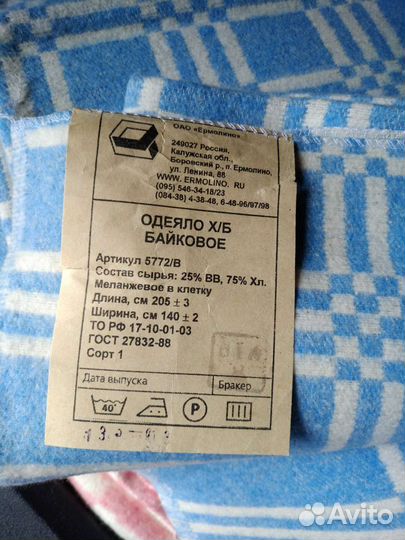 ОАО «Ермолино»
249027 Россия,
Калужская обл.,
Боровский р., п. Ермолино,
ул. Ленина, 88
WWW. ERMOLINO. RU
(095) 546-34-18/23
(084-38) 4-38-48, 6-48-96/97/98
ОДЕЯЛО Х/Б
БАЙКОВОЕ
Артикул 5772/В
Состав сырья: 25% ВВ, 75% Хл.
Меланжевое в клетку
Длина, см 205 ± 3
Ширина, см 140 ± 2
ТО РФ 17-10-01-03
ГОСТ 27832-88
Сорт 1
Дата выпуска Бракер
40° P
Avito